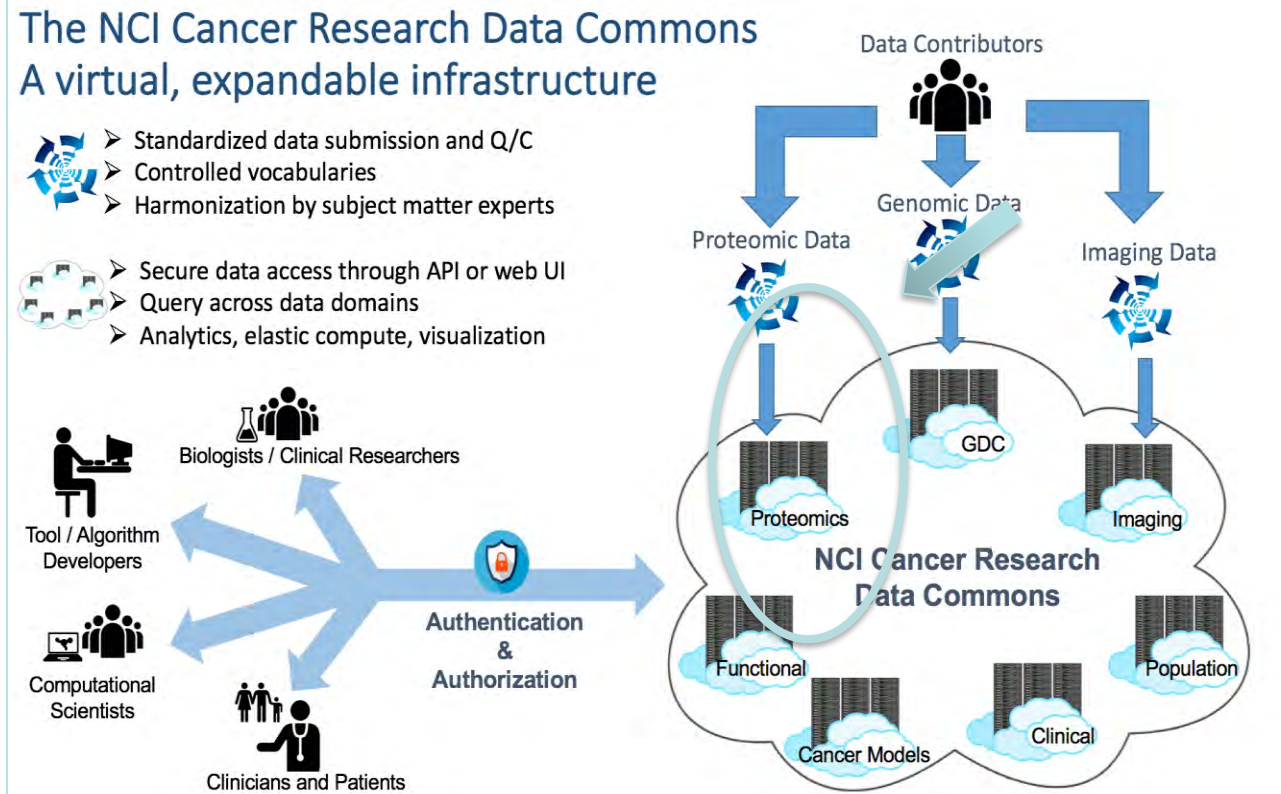 The NCI Cancer Research Data Commons
A virtual, expandable infrastructure
➢ Standardized data submission and Q/C
➢ Controlled vocabularies
➢ Harmonization by subject matter experts
➢ Secure data access through API or web UI
➢ Query across data domains
➢ Analytics, elastic compute, visualization
Data Contributors
Genomic Data
Proteomic Data
Imaging Data
GDC
Proteomics
Imaging
NCI Cancer Research
Data Commons
Functional
Population
Cancer Models
Clinical
Biologists / Clinical Researchers
Tool / Algorithm
Developers
Authentication
&
Authorization
Computational
Scientists
Clinicians and Patients